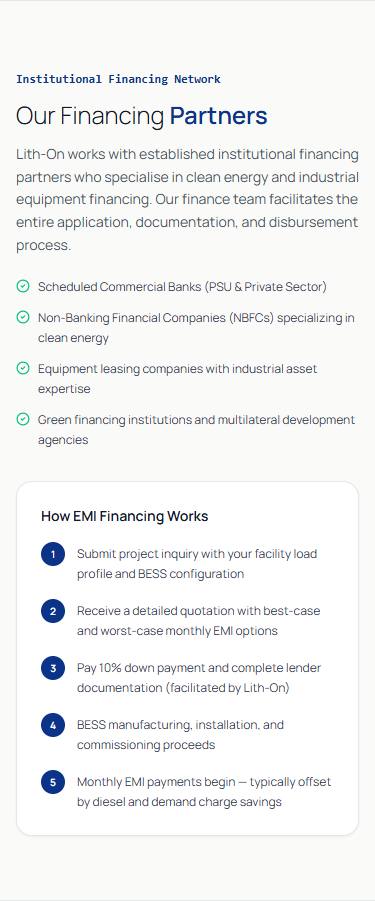 Institutional Financing Network
Our Financing Partners
Lith-On works with established institutional financing
partners who specialise in clean energy and industrial
equipment financing. Our finance team facilitates the
entire application, documentation, and disbursement
process.
Scheduled Commercial Banks (PSU & Private Sector)
Non-Banking Financial Companies (NBFCs) specializing in
clean energy
Equipment leasing companies with industrial asset
expertise
Green financing institutions and multilateral development
agencies
How EMI Financing Works
1 Submit project inquiry with your facility load
profile and BESS configuration
2 Receive a detailed quotation with best-case
and worst-case monthly EMI options
3 Pay 10% down payment and complete lender
documentation (facilitated by Lith-On)
4 BESS manufacturing, installation, and
commissioning proceeds
5 Monthly EMI payments begin — typically offset
by diesel and demand charge savings